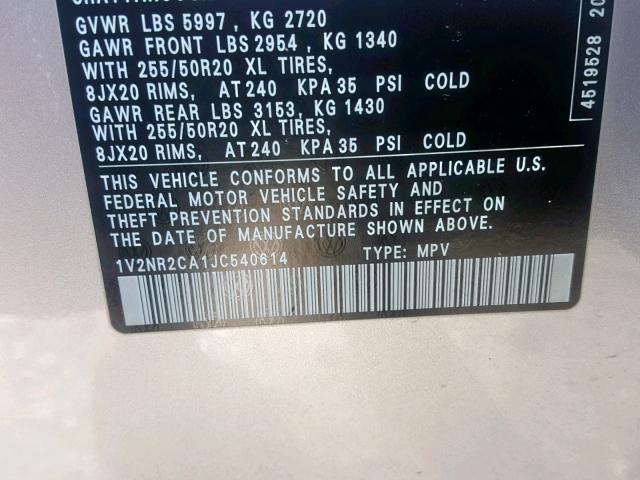 GVWR LBS 5997, KG 2720
GAWR FRONT LBS 2954, KG 1340
WITH 255/50R20 XL TIRES,
8JX20 RIMS, AT 240 KPA 35 PSI COLD
GAWR REAR LBS 3153, KG 1430
WITH 255/50R20 XL TIRES,
8JX20 RIMS, AT 240 KPA 35 PSI COLD
THIS VEHICLE CONFORMS TO ALL APPLICABLE U.S.
FEDERAL MOTOR VEHICLE SAFETY AND
THEFT PREVENTION STANDARDS IN EFFECT ON
THE DATE OF MANUFACTURE SHOWN ABOVE.
1V2NR2CA1JC540614 TYPE: MPV
4519528 20